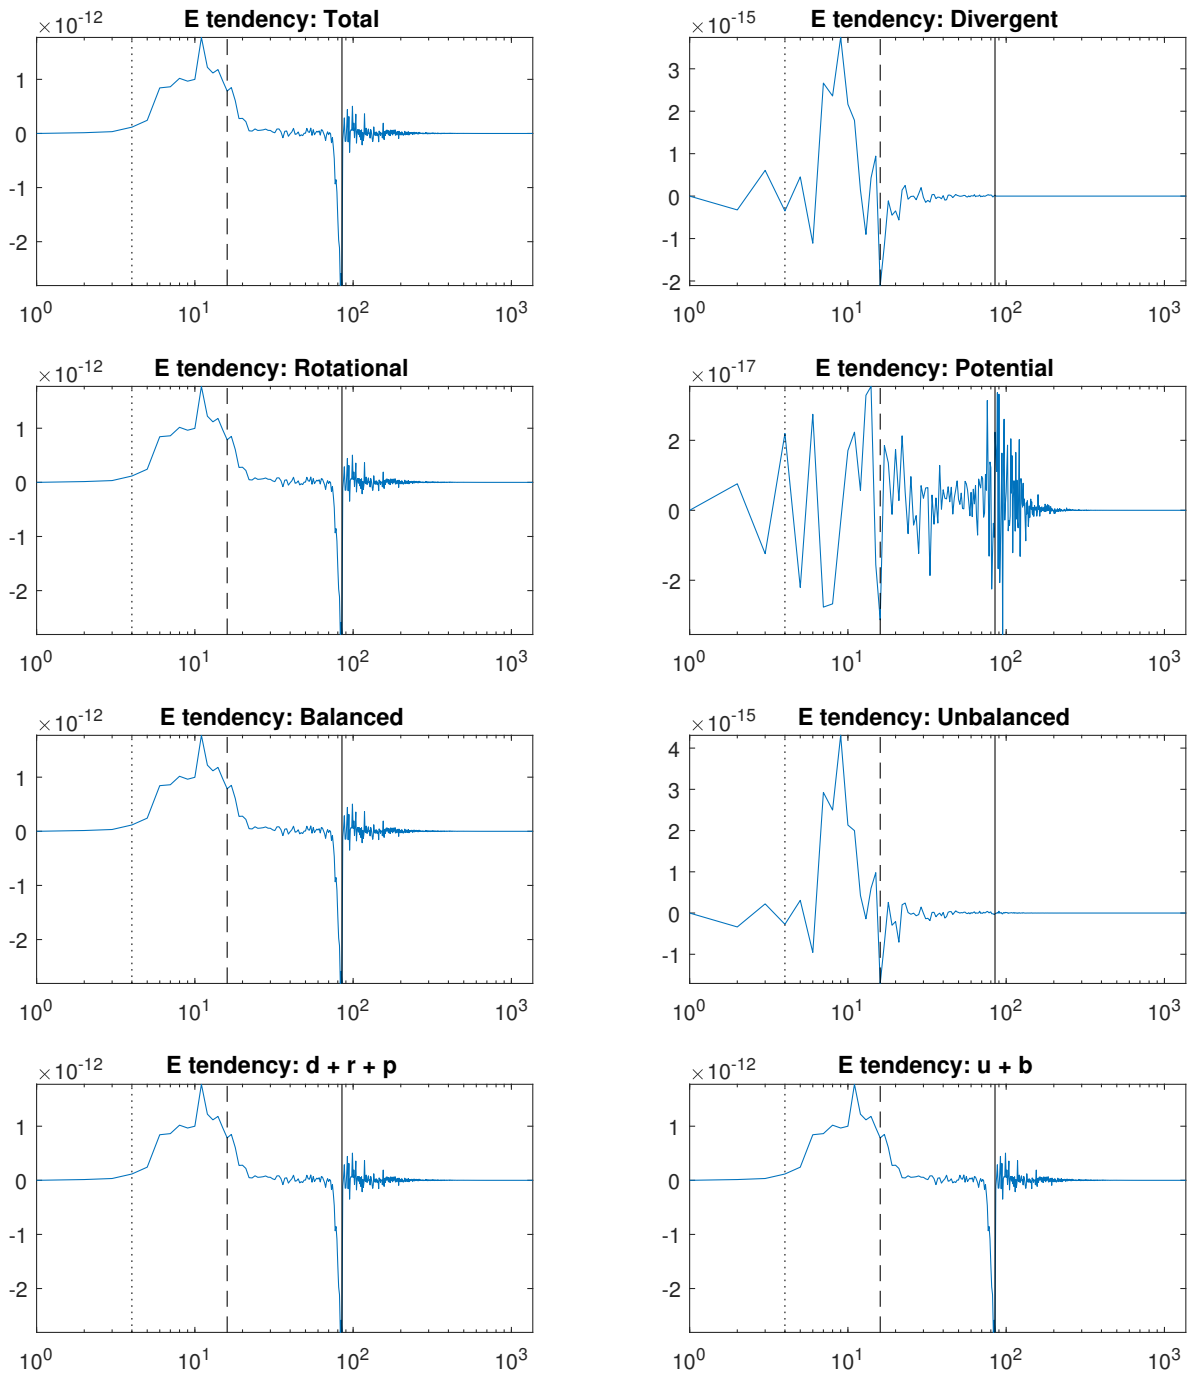 E tendency: Total
×10^-12
1
0
-1
-2
10^0 10^1 10^2 10^3
E tendency: Divergent
×10^-15
3
2
1
0
-1
-2
10^0 10^1 10^2 10^3
E tendency: Rotational
×10^-12
1
0
-1
-2
10^0 10^1 10^2 10^3
E tendency: Potential
×10^-17
2
0
-2
10^0 10^1 10^2 10^3
E tendency: Balanced
×10^-12
1
0
-1
-2
10^0 10^1 10^2 10^3
E tendency: Unbalanced
×10^-15
4
3
2
1
0
-1
10^0 10^1 10^2 10^3
E tendency: d + r + p
×10^-12
1
0
-1
-2
10^0 10^1 10^2 10^3
E tendency: u + b
×10^-12
1
0
-1
-2
10^0 10^1 10^2 10^3